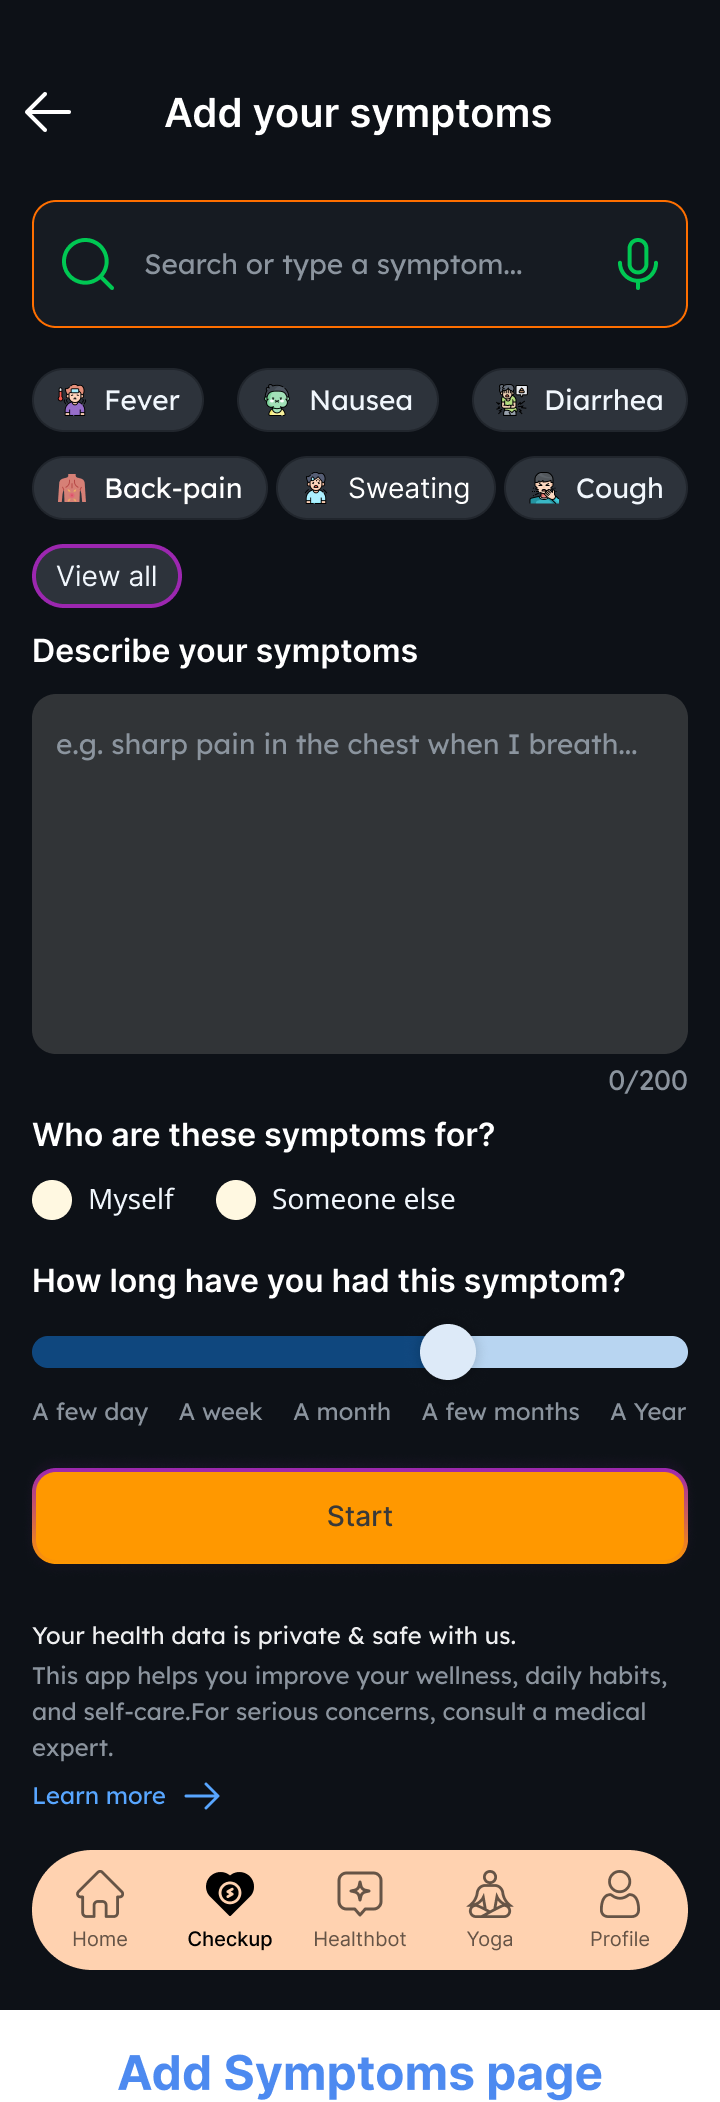 Add your symptoms
Search or type a symptom...
Fever
Nausea
Diarrhea
Back-pain
Sweating
Cough
View all
Describe your symptoms
e.g. sharp pain in the chest when I breath...
0/200
Who are these symptoms for?
Myself
Someone else
How long have you had this symptom?
A few day
A week
A month
A few months
A Year
Start
Your health data is private & safe with us.
This app helps you improve your wellness, daily habits,
and self-care.For serious concerns, consult a medical
expert.
Learn more
Home
Checkup
Healthbot
Yoga
Profile
Add Symptoms page